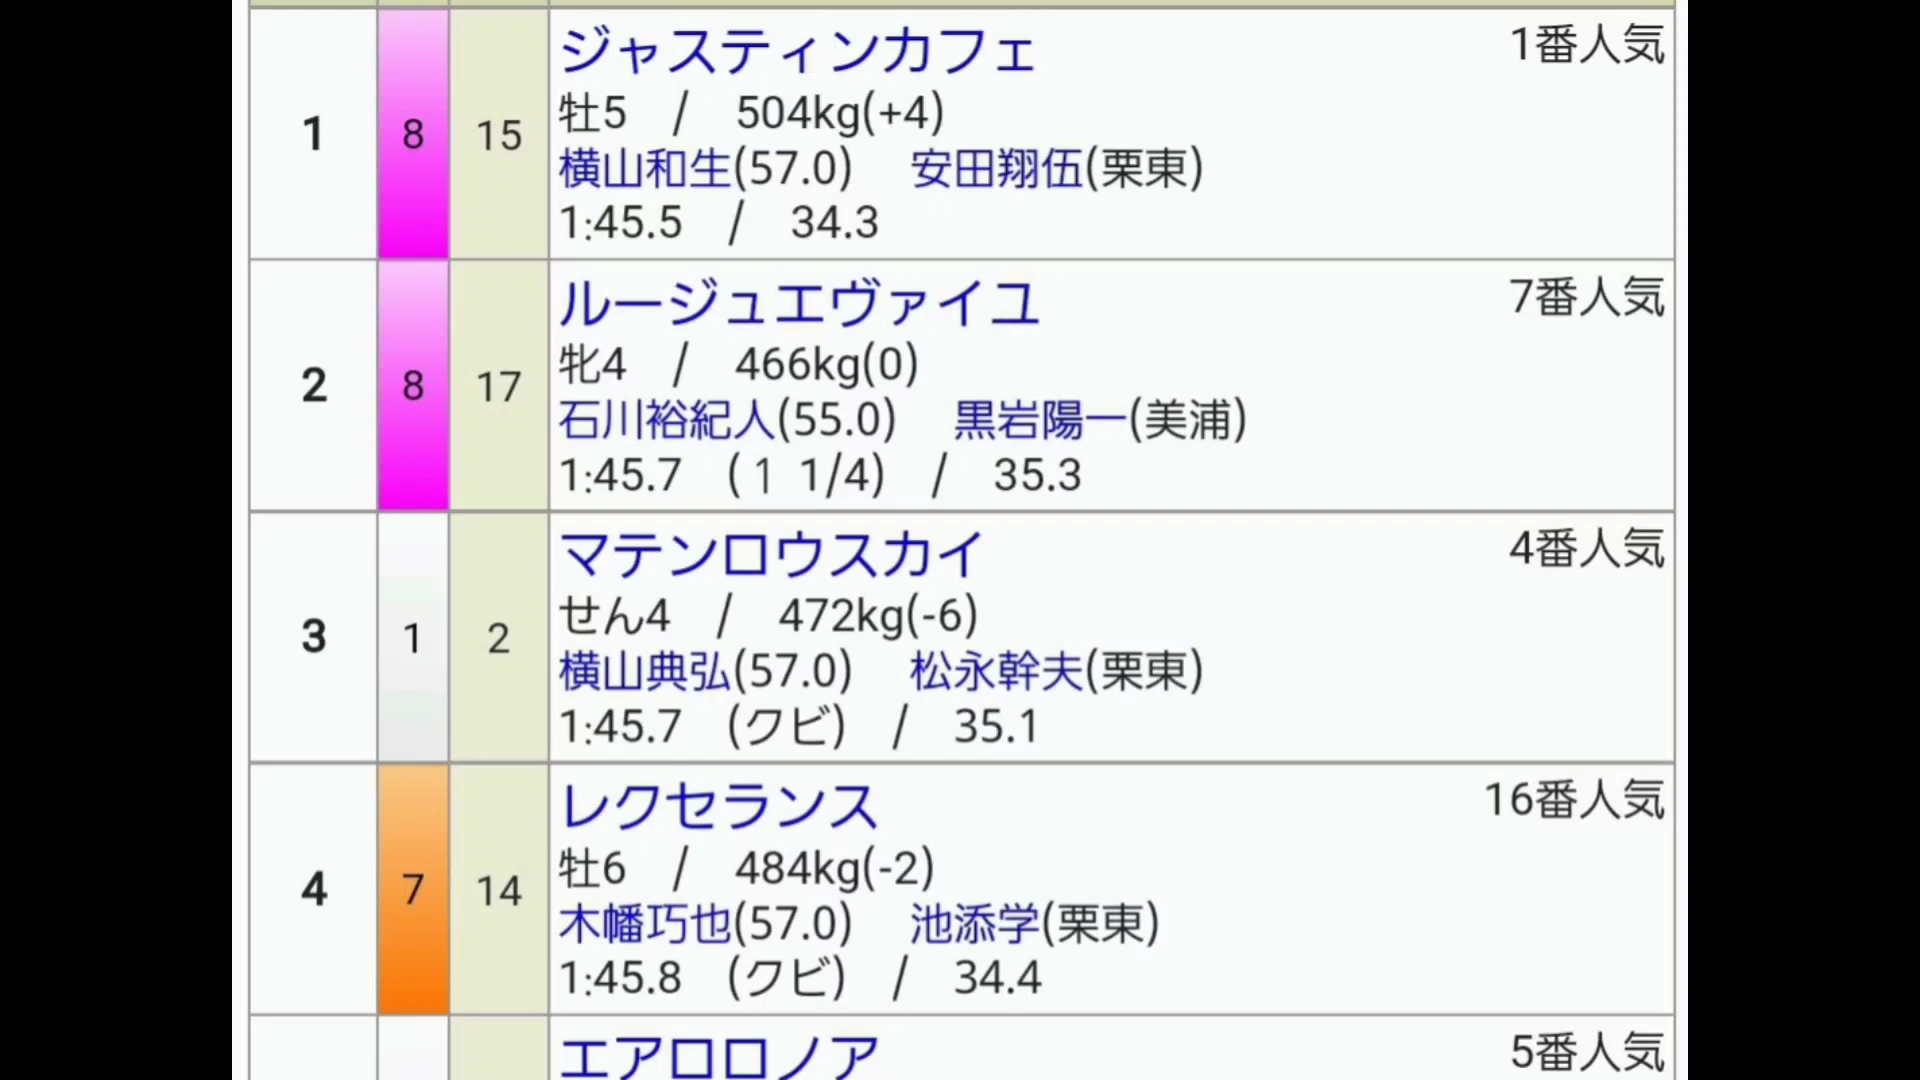 1 8 15 ジャスティンカフェ 1番人気
牡5 / 504kg(+4)
横山和生(57.0) 安田翔伍(栗東)
1:45.5 / 34.3
2 8 17 ルージュエヴァイユ 7番人気
牝4 / 466kg(0)
石川裕紀人(55.0) 黒岩陽一(美浦)
1:45.7 (1 1/4) / 35.3
3 1 2 マテンロウスカイ 4番人気
せん4 / 472kg(-6)
横山典弘(57.0) 松永幹夫(栗東)
1:45.7 (クビ) / 35.1
4 7 14 レクセランス 16番人気
牡6 / 484kg(-2)
木幡巧也(57.0) 池添学(栗東)
1:45.8 (クビ) / 34.4
エアロロノア 5番人気